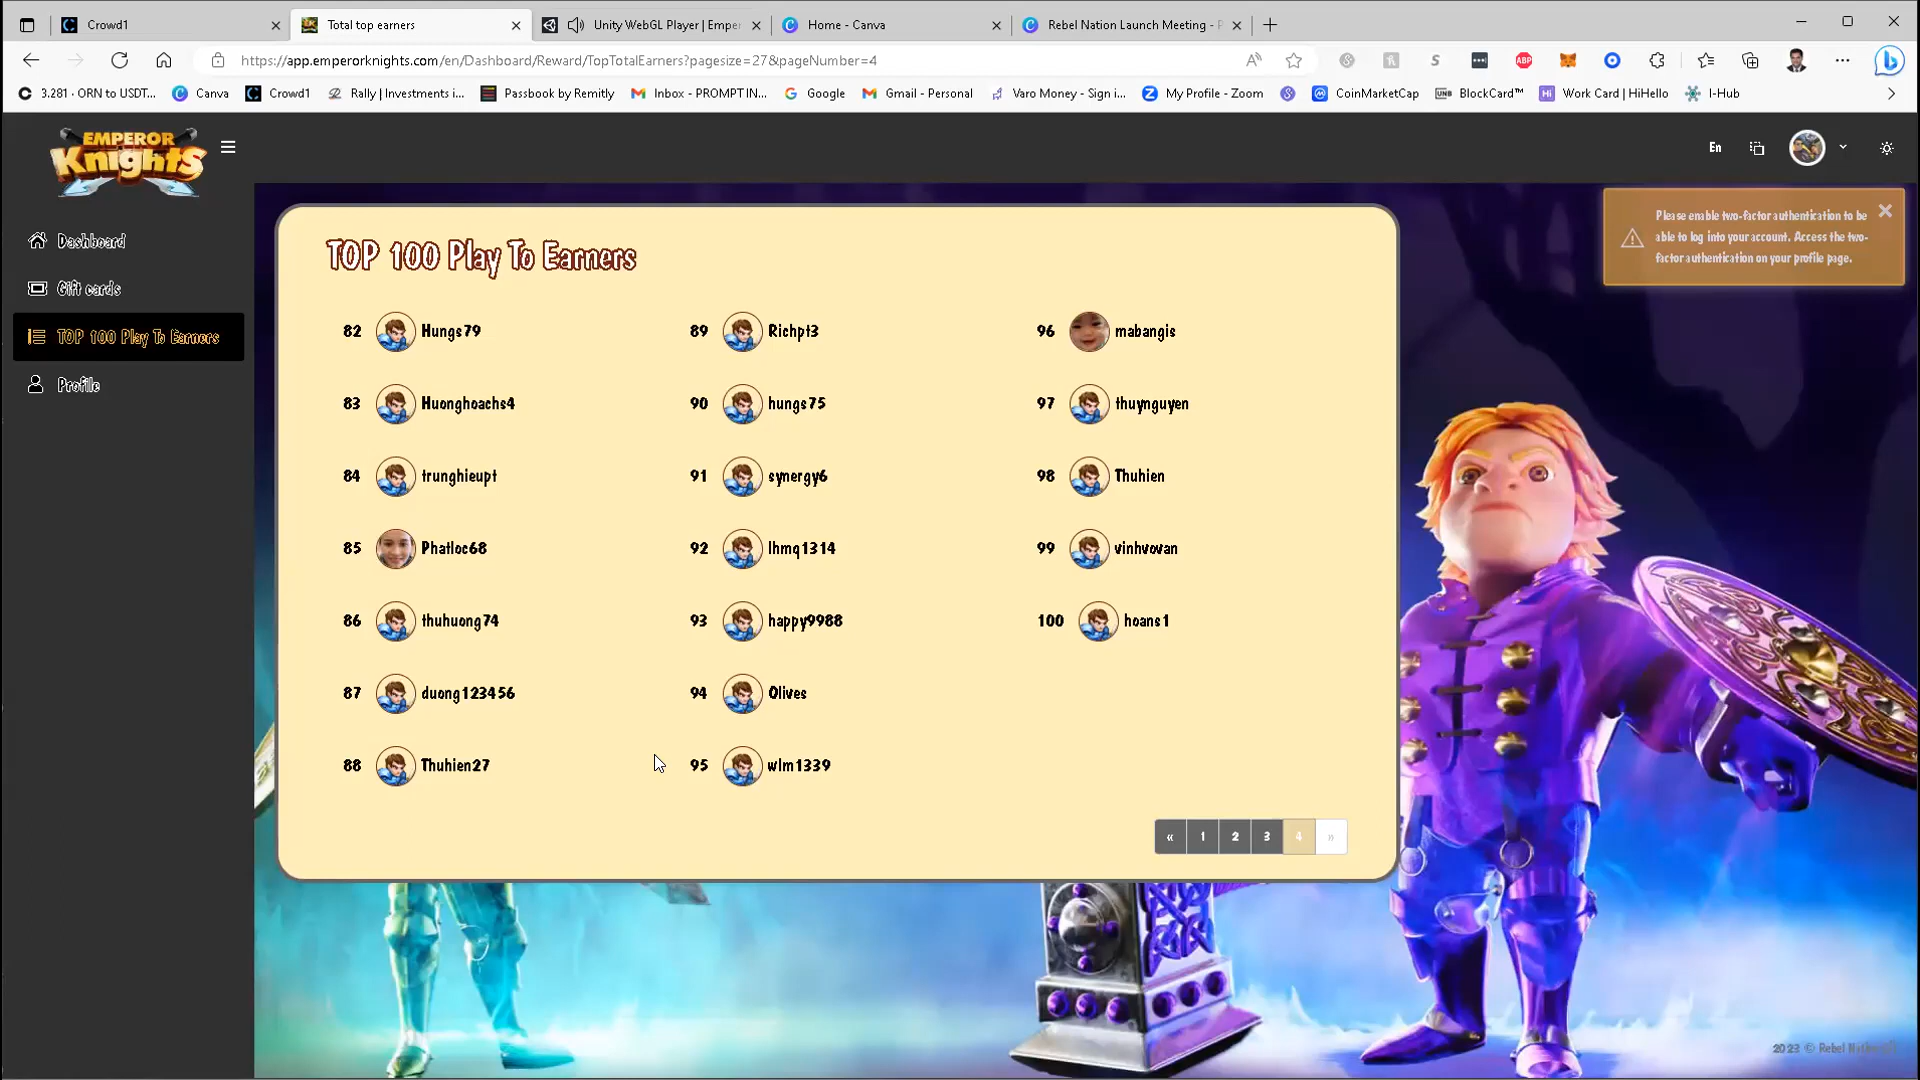 Crowd1
Total top earners
Unity WebGL Player | Emper
Home - Canva
Rebel Nation Launch Meeting - P
https://app.emperorknights.com/en/Dashboard/Reward/TopTotalEarners?pagesize=27&pageNumber=4
3.281 · ORN to USDT...
Canva
Crowd1
Rally | Investments i...
Passbook by Remitly
Inbox - PROMPT IN...
Google
Gmail - Personal
Varo Money - Sign i...
My Profile - Zoom
CoinMarketCap
BlockCard™
Work Card | HiHello
I-Hub
EMPEROR
Knights
En
Dashboard
Gift cards
TOP 100 Play To Earners
Profile
Please enable two-factor authentication to be
able to log into your account. Access the two-
factor authentication on your profile page.
TOP 100 Play To Earners
82 Hungs79
83 Huonghoachs4
84 trunghieupt
85 Phatloc68
86 thuhuong74
87 duong123456
88 Thuhien27
89 Richpt3
90 hungs75
91 synergy6
92 lhmq1314
93 happy9988
94 Olives
95 wlm1339
96 mabangis
97 thuynguyen
98 Thuhien
99 vinhvovan
100 hoans1
« 1 2 3 4 »
2023 © Rebel